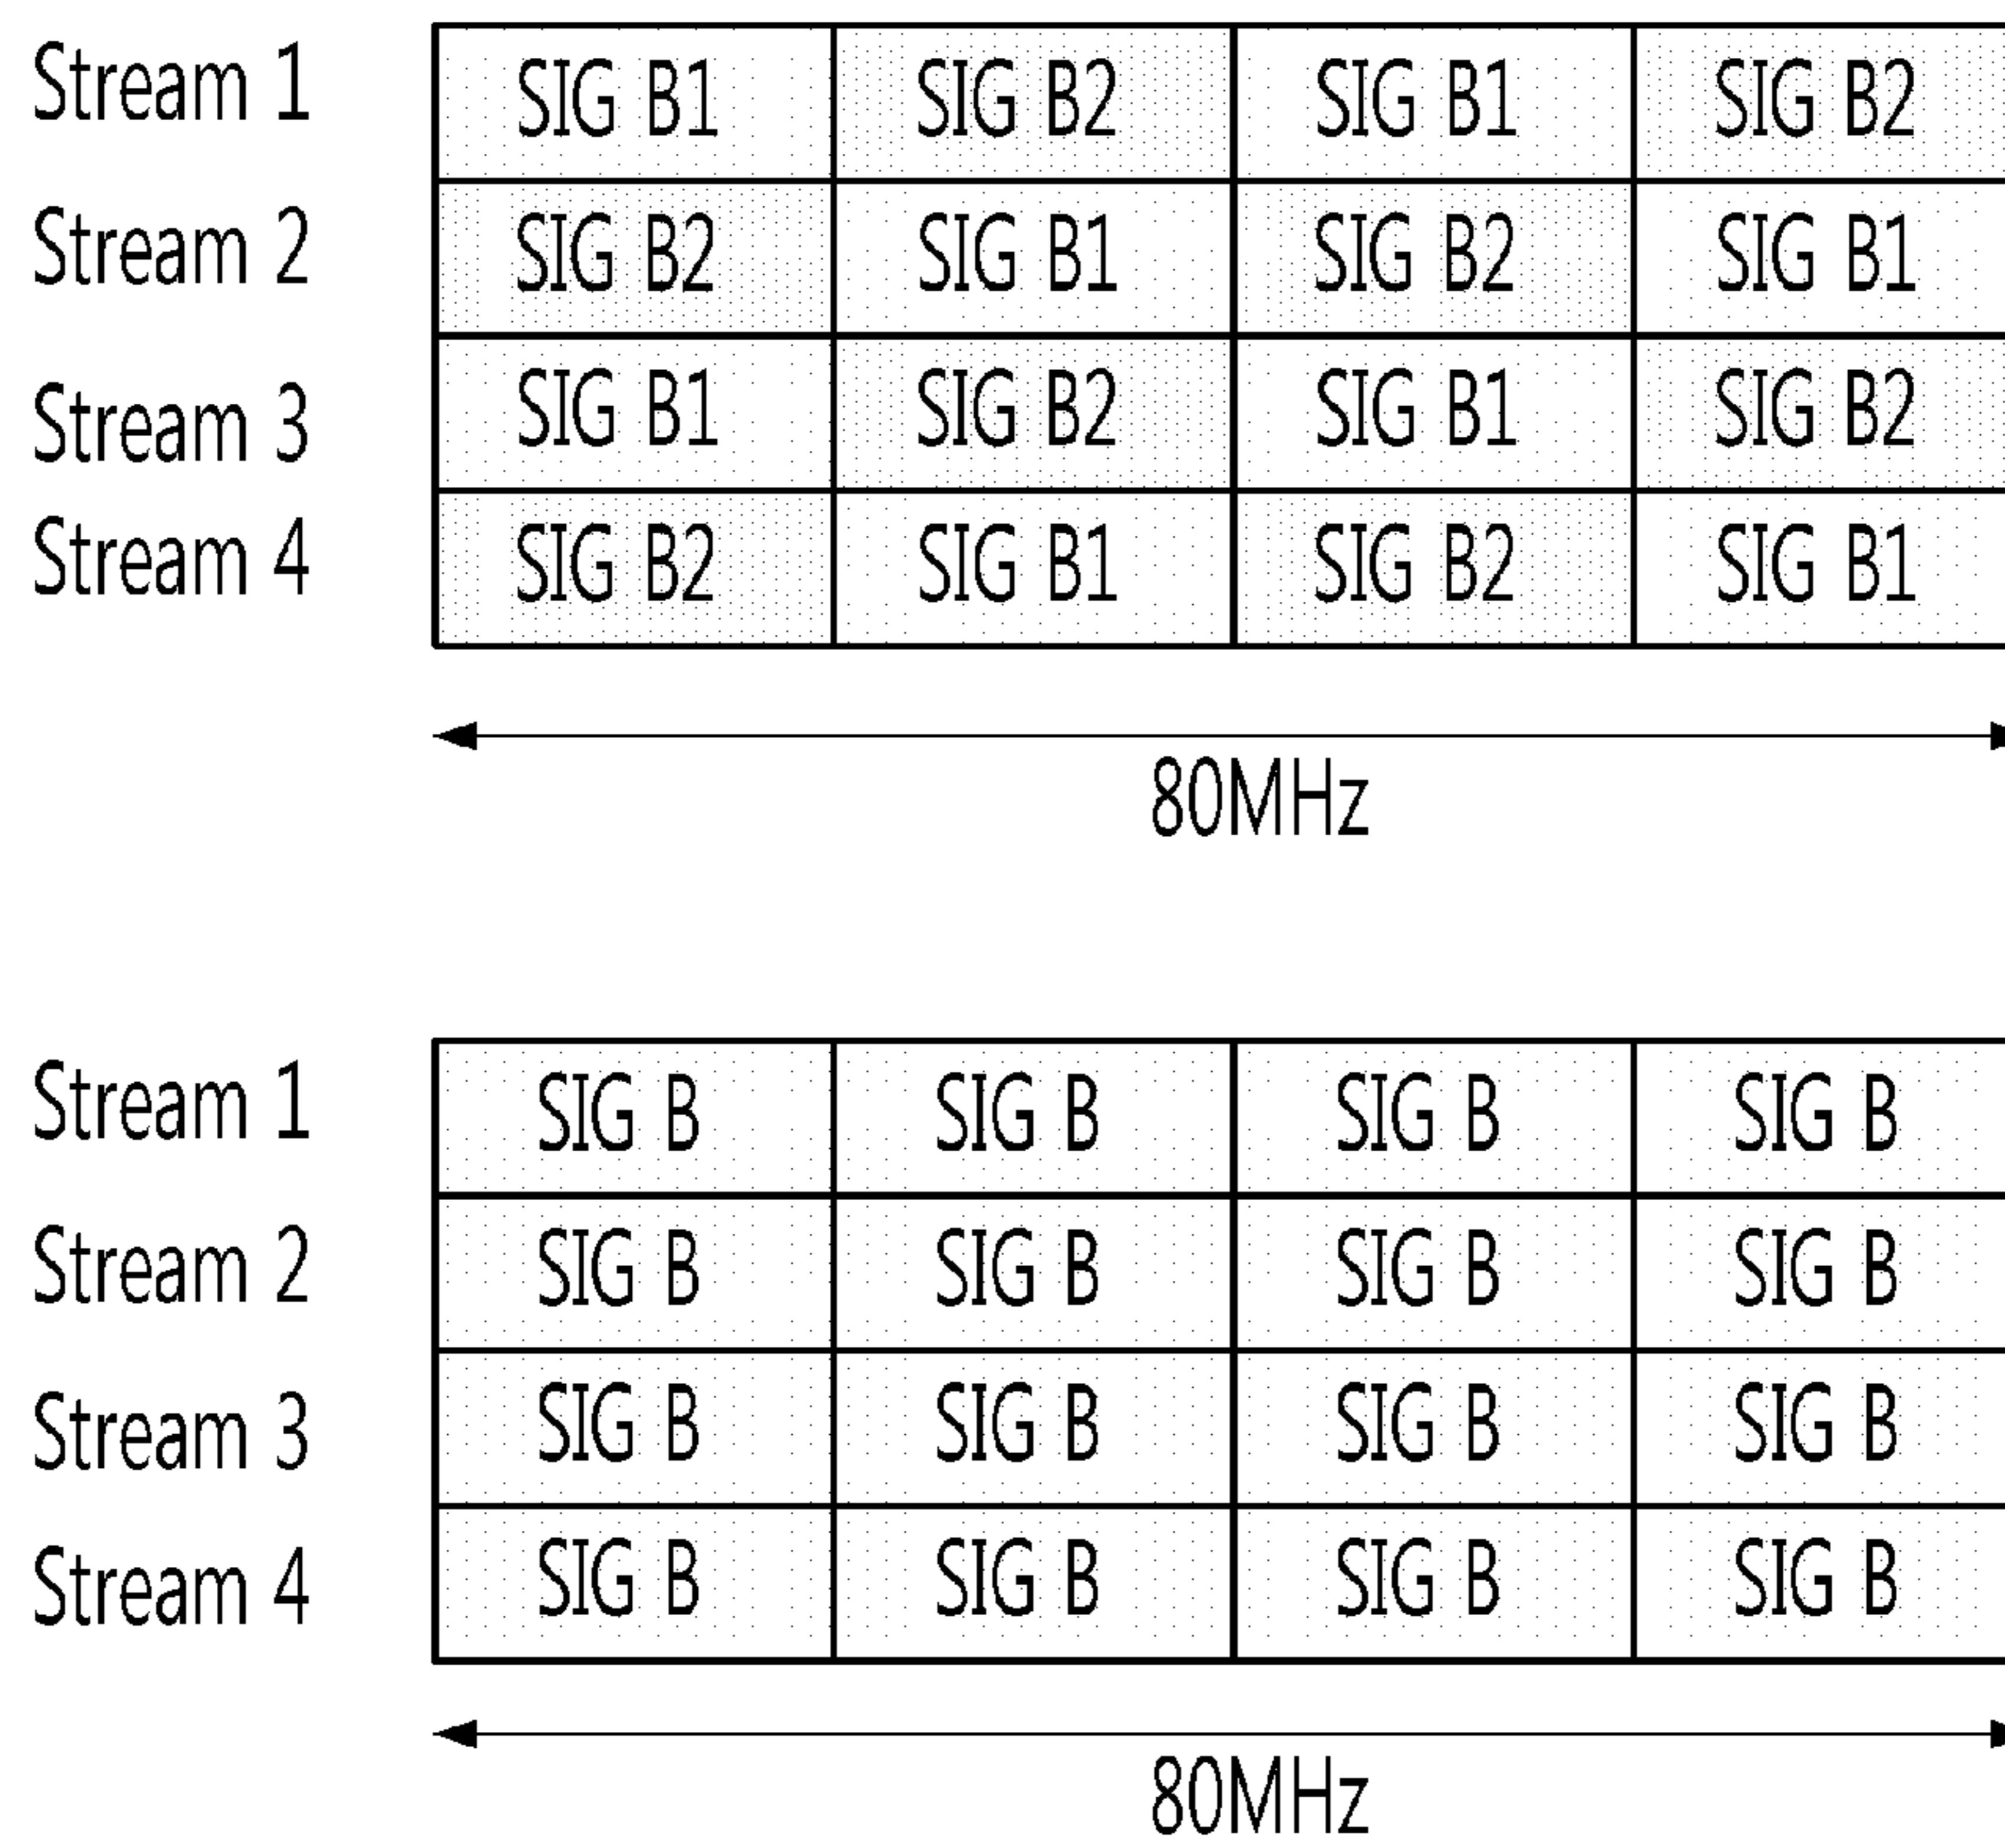 Stream 1 SIG B1 SIG B2 SIG B1 SIG B2
Stream 2 SIG B2 SIG B1 SIG B2 SIG B1
Stream 3 SIG B1 SIG B2 SIG B1 SIG B2
Stream 4 SIG B2 SIG B1 SIG B2 SIG B1
80MHz
Stream 1 SIG B SIG B SIG B SIG B
Stream 2 SIG B SIG B SIG B SIG B
Stream 3 SIG B SIG B SIG B SIG B
Stream 4 SIG B SIG B SIG B SIG B
80MHz